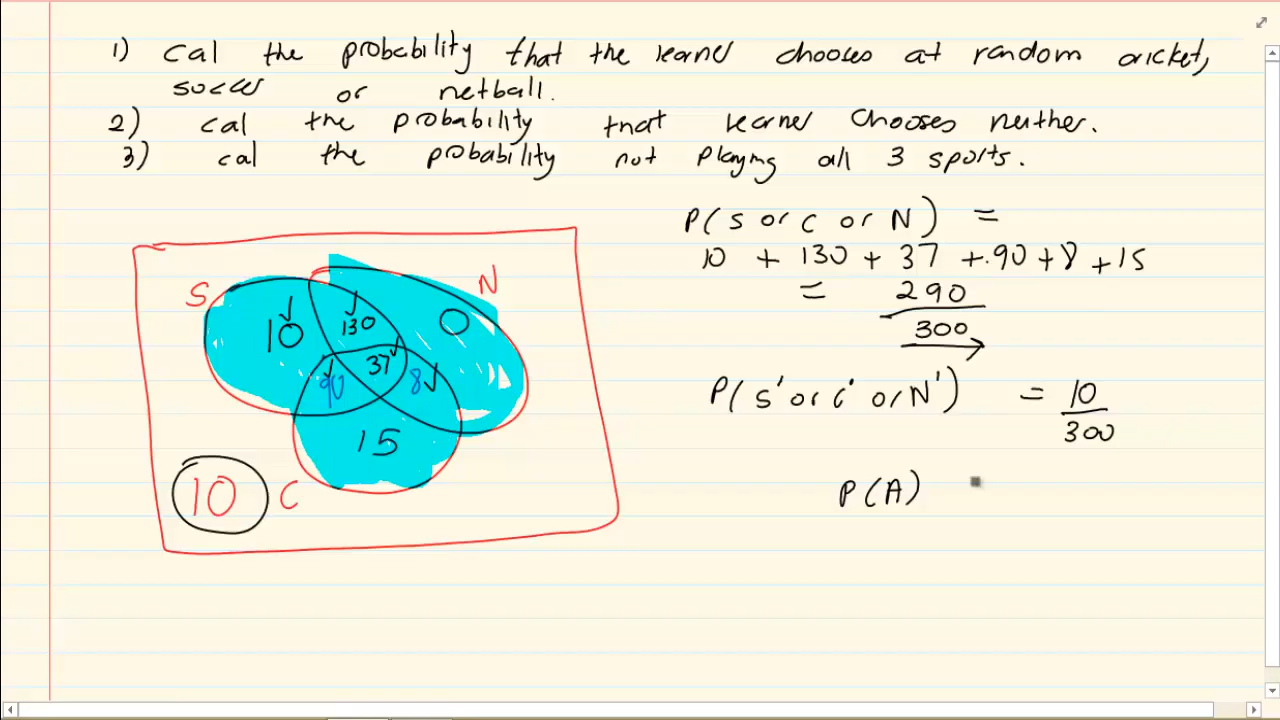 1) cal the probability that the learner chooses at random cricket,
soccer or netball.
2) cal the probability that learner chooses neither.
3) cal the probability not playing all 3 sports.
P(S or C or N) =
10 + 130 + 37 + 90 + 8 + 15
= 290
300
P(S' or C' or N') = 10
300
P(A)
S
N
10
130
0
37
90
8
15
10
C